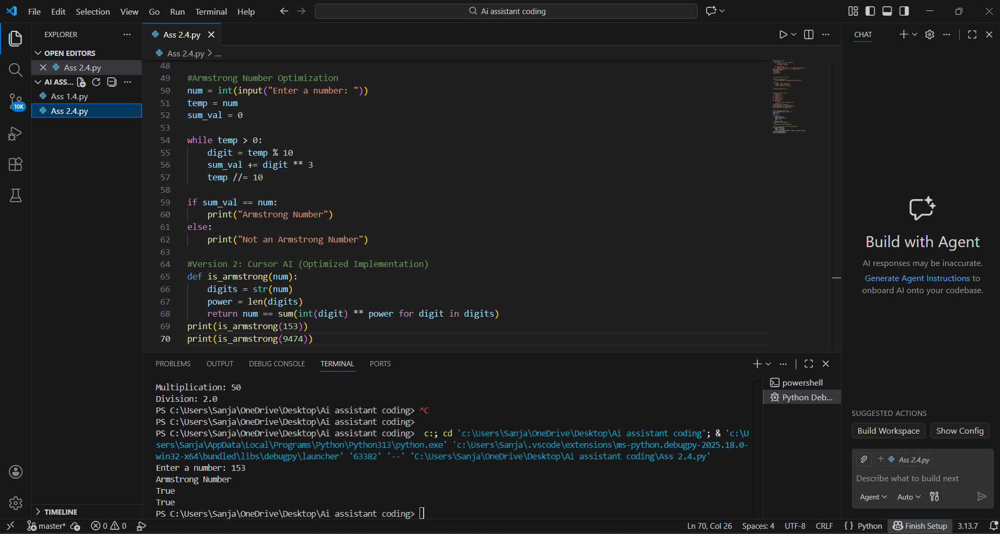 File Edit Selection View Go Run Terminal Help
Ai assistant coding
EXPLORER
OPEN EDITORS
Ass 2.4.py
AI ASS...
Ass 1.4.py
Ass 2.4.py
10K
TIMELINE
Ass 2.4.py
Ass 2.4.py > ...
48
49 #Armstrong Number Optimization
50 num = int(input("Enter a number: "))
51 temp = num
52 sum_val = 0
53
54 while temp > 0:
55     digit = temp % 10
56     sum_val += digit ** 3
57     temp //= 10
58
59 if sum_val == num:
60     print("Armstrong Number")
61 else:
62     print("Not an Armstrong Number")
63
64 #Version 2: Cursor AI (Optimized Implementation)
65 def is_armstrong(num):
66     digits = str(num)
67     power = len(digits)
68     return num == sum(int(digit) ** power for digit in digits)
69 print(is_armstrong(153))
70 print(is_armstrong(9474))
PROBLEMS OUTPUT DEBUG CONSOLE TERMINAL PORTS
Multiplication: 50
Division: 2.0
PS C:\Users\Sanja\OneDrive\Desktop\Ai assistant coding> ^C
PS C:\Users\Sanja\OneDrive\Desktop\Ai assistant coding>
PS C:\Users\Sanja\OneDrive\Desktop\Ai assistant coding>  c:; cd 'c:\Users\Sanja\OneDrive\Desktop\Ai assistant coding'; & 'c:\U
sers\Sanja\AppData\Local\Programs\Python\Python313\python.exe' 'c:\Users\Sanja\.vscode\extensions\ms-python.debugpy-2025.18.0-
win32-x64\bundled\libs\debugpy\launcher' '63382' '--' 'C:\Users\Sanja\OneDrive\Desktop\Ai assistant coding\Ass 2.4.py'
Enter a number: 153
Armstrong Number
True
True
PS C:\Users\Sanja\OneDrive\Desktop\Ai assistant coding>
powershell
Python Deb...
CHAT
Build with Agent
AI responses may be inaccurate.
Generate Agent Instructions to
onboard AI onto your codebase.
SUGGESTED ACTIONS
Build Workspace Show Config
Ass 2.4.py
Describe what to build next
Agent Auto
master* 0 0
Ln 70, Col 26 Spaces: 4 UTF-8 CRLF {} Python Finish Setup 3.13.7